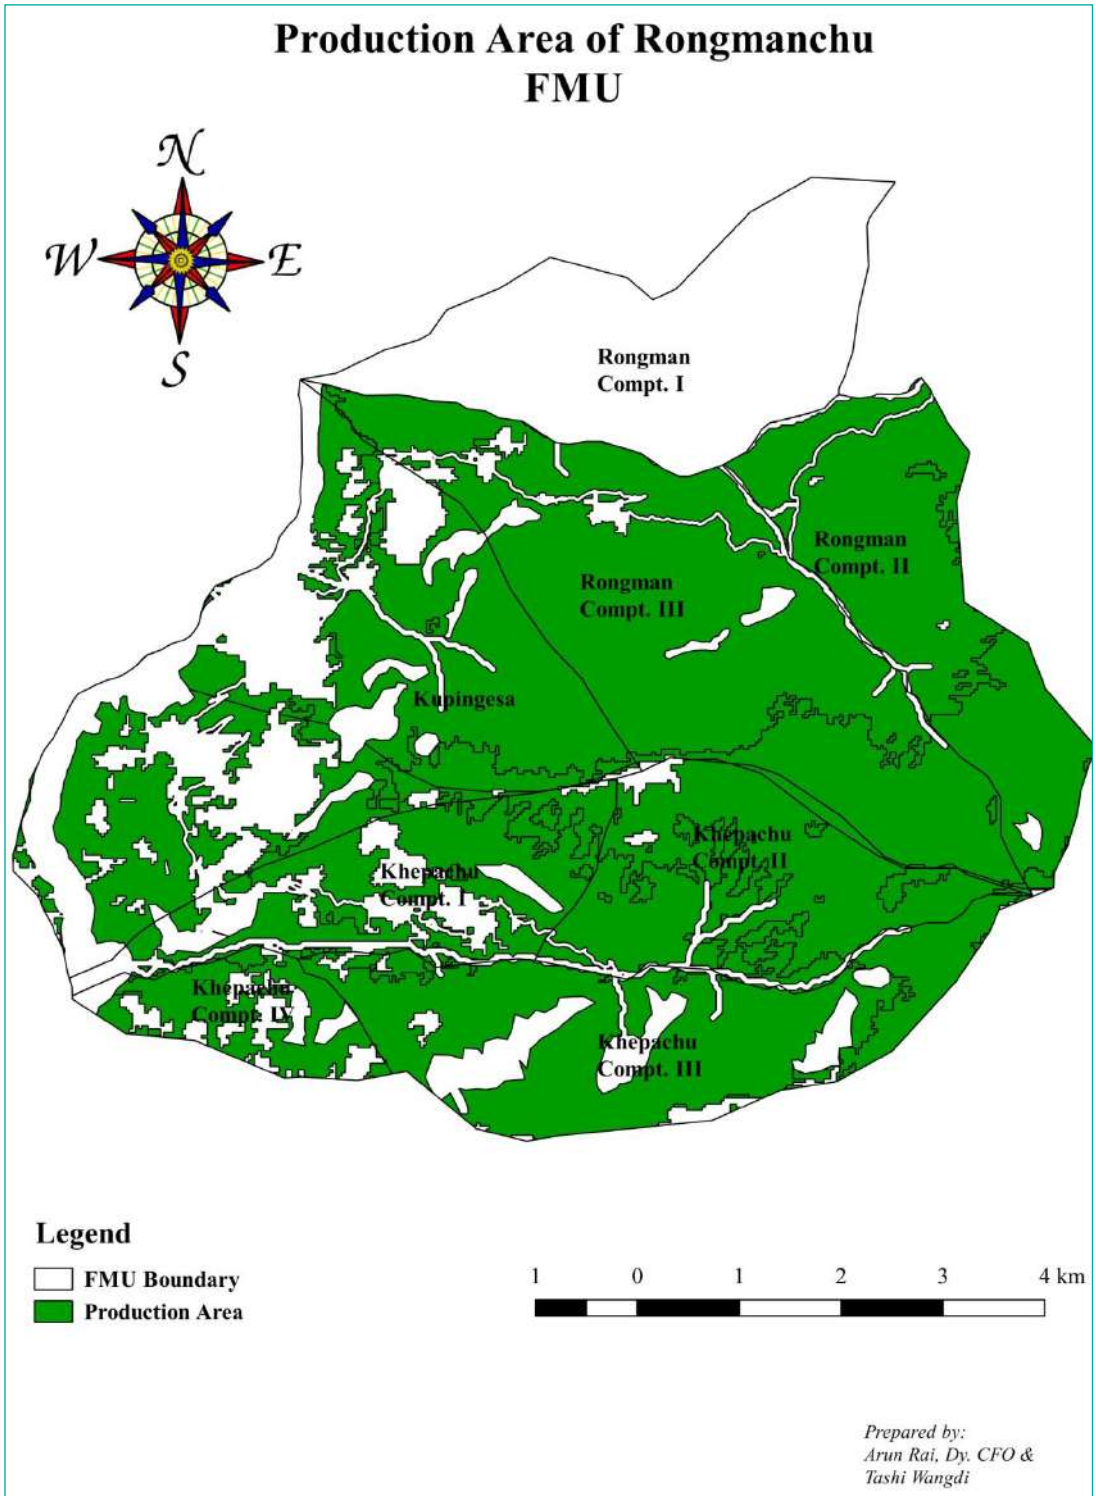 Production Area of Rongmanchu
FMU
N
W
E
S
Rongman
Compt. I
Rongman
Compt. II
Rongman
Compt. III
Kupingesa
Khepachu
Compt. II
Khepachu
Compt. I
Khepachu
Compt. IV
Khepachu
Compt. III
Legend
FMU Boundary
Production Area
1 0 1 2 3 4 km
Prepared by:
Arun Rai, Dy. CFO &
Tashi Wangdi